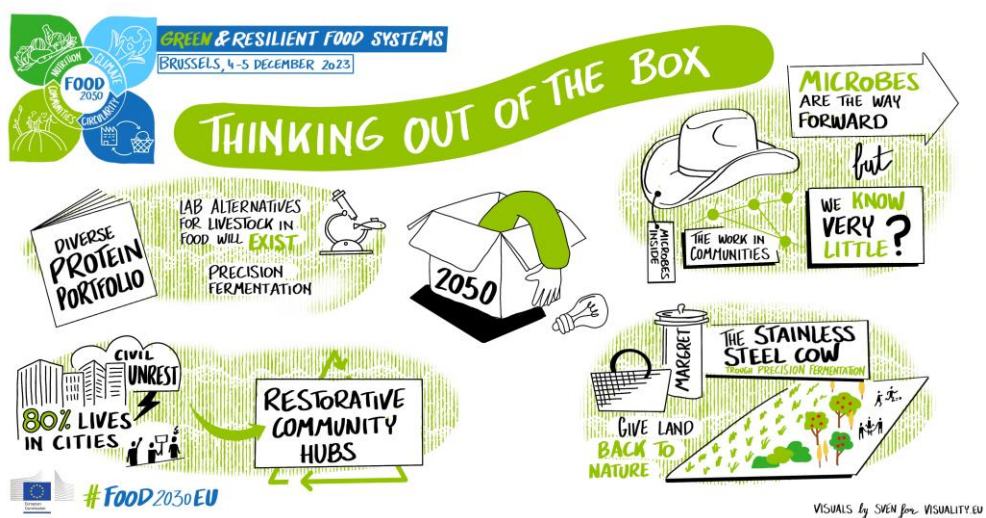 GREEN & RESILIENT FOOD SYSTEMS
BRUSSELS, 4-5 DECEMBER 2023
NUTRITION
CLIMATE
CIRCULARITY
COMMUNITIES
FOOD
2030
THINKING OUT OF THE BOX
DIVERSE
PROTEIN
PORTFOLIO
LAB ALTERNATIVES
FOR LIVESTOCK IN
FOOD WILL EXIST
PRECISION
FERMENTATION
2050
MICROBES
ARE THE WAY
FORWARD
but
WE KNOW
VERY
LITTLE?
MICROBES
INSIDE
THE WORK IN
COMMUNITIES
CIVIL
UNREST
80% LIVES
IN CITIES
RESTORATIVE
COMMUNITY
HUBS
MARGRET
THE STAINLESS
STEEL COW
TROUGH PRECISION FERMENTATION
GIVE LAND
BACK TO
NATURE
European
Commission
#FOOD2030EU
VISUALS by SVEN for VISUALITY.EU